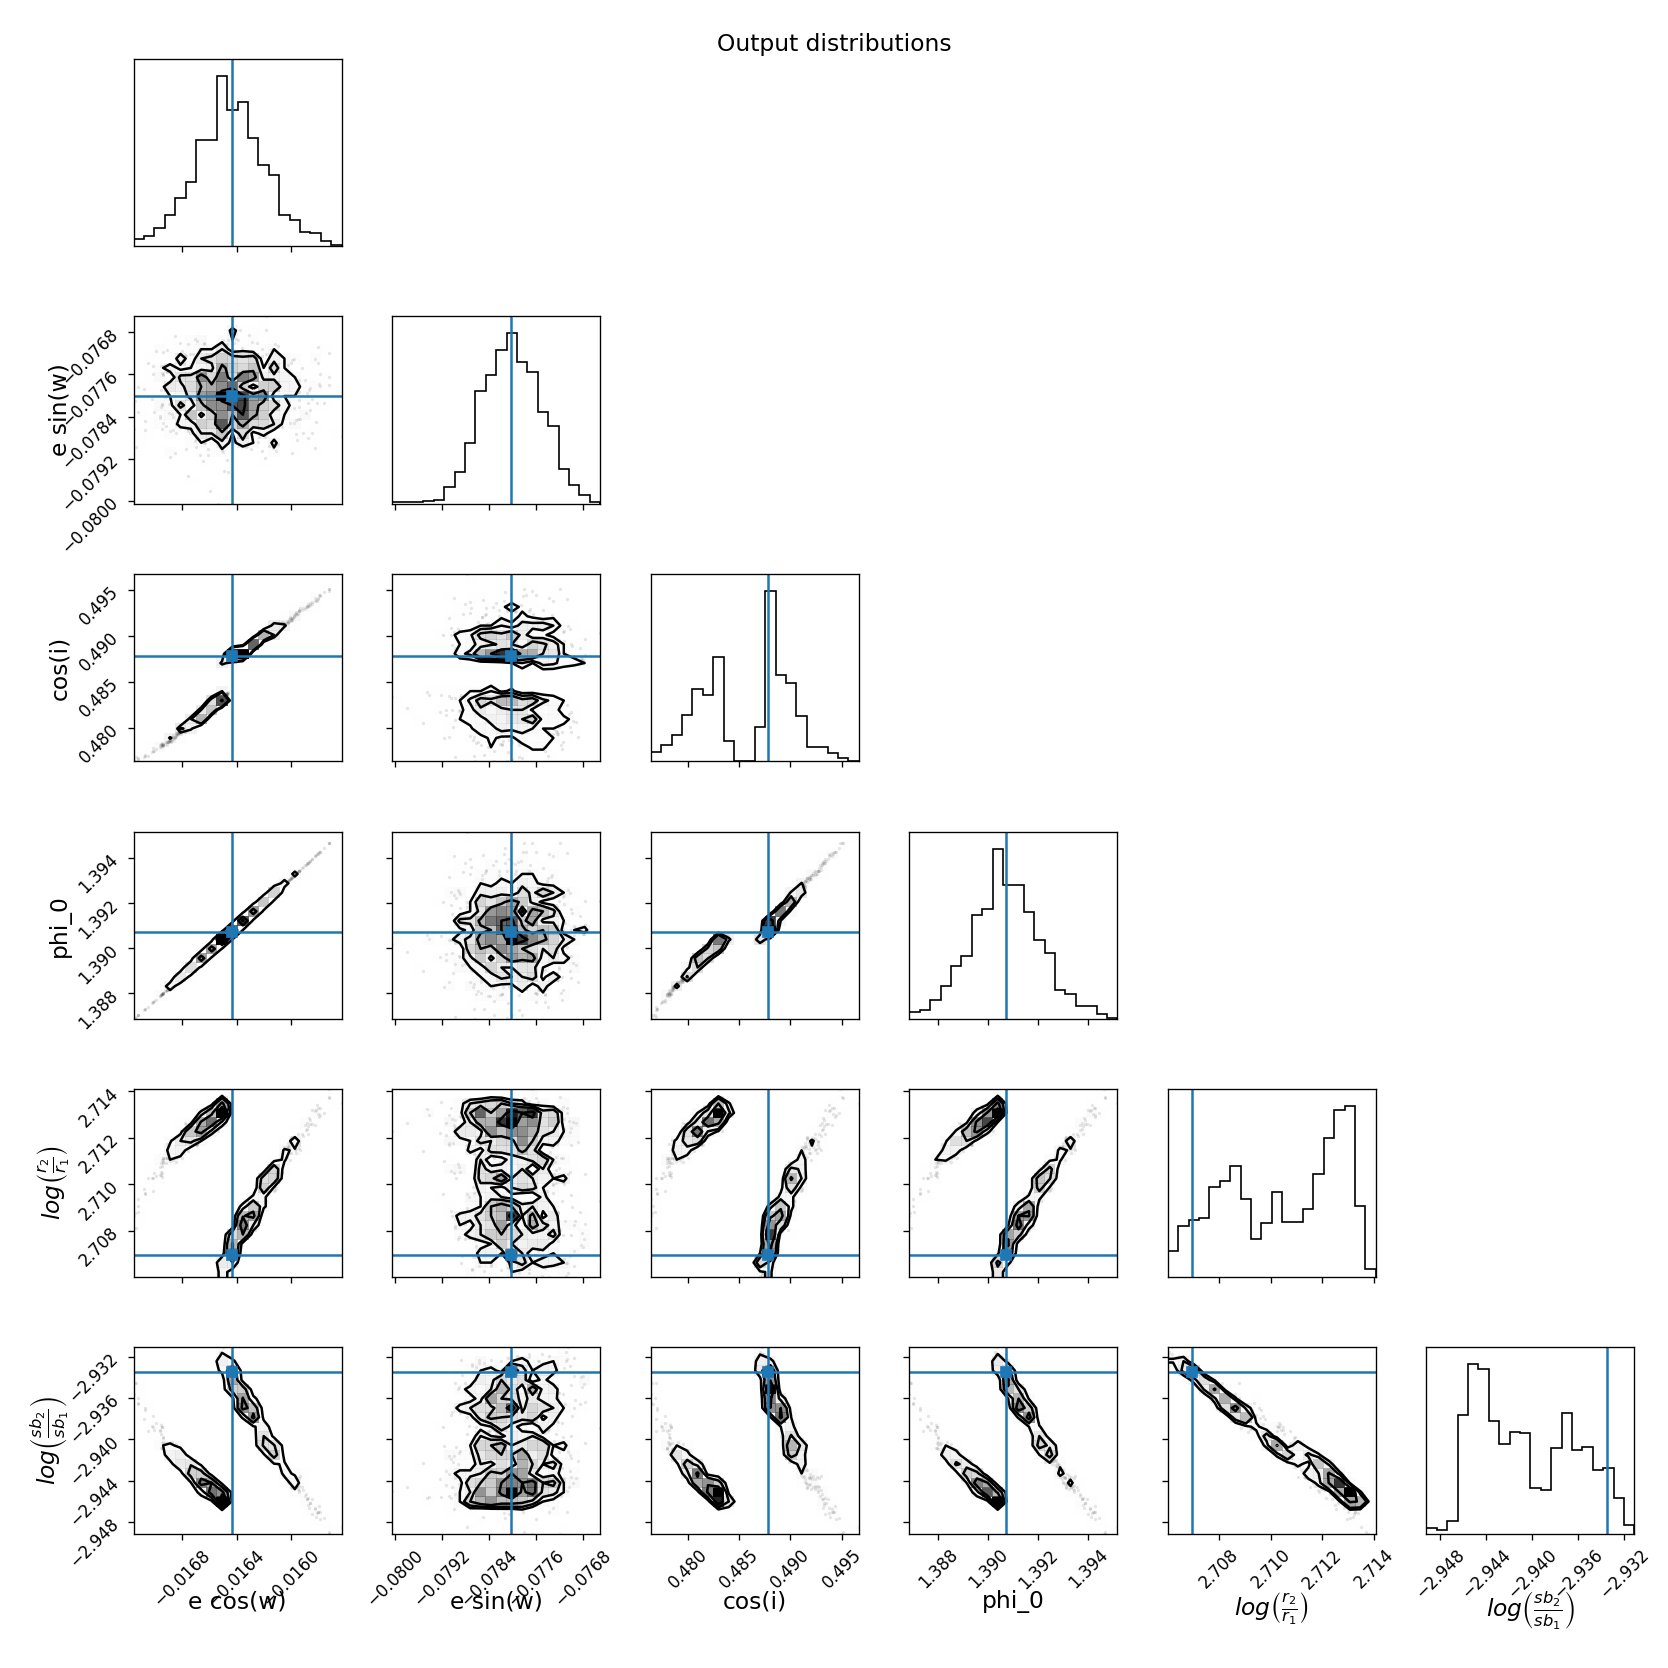 Output distributions
e sin(w)
−0.0768
−0.0776
−0.0784
−0.0792
−0.0800
cos(i)
0.495
0.490
0.485
0.480
phi_0
1.394
1.392
1.390
1.388
log(r₂/r₁)
2.714
2.712
2.710
2.708
log(sb₂/sb₁)
−2.932
−2.936
−2.940
−2.944
−2.948
−0.0168 −0.0164 −0.0160
−0.0800 −0.0792 −0.0784 −0.0776 −0.0768
0.480 0.485 0.490 0.495
1.388 1.390 1.392 1.394
2.708 2.710 2.712 2.714
−2.948 −2.944 −2.940 −2.936 −2.932
e cos(w)
e sin(w)
cos(i)
phi_0
log(r₂/r₁)
log(sb₂/sb₁)